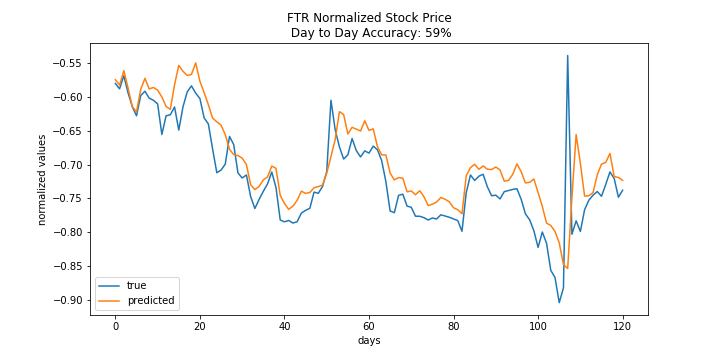 FTR Normalized Stock Price
Day to Day Accuracy: 59%
normalized values
−0.55
−0.60
−0.65
−0.70
−0.75
−0.80
−0.85
−0.90
true
predicted
0 20 40 60 80 100 120
days